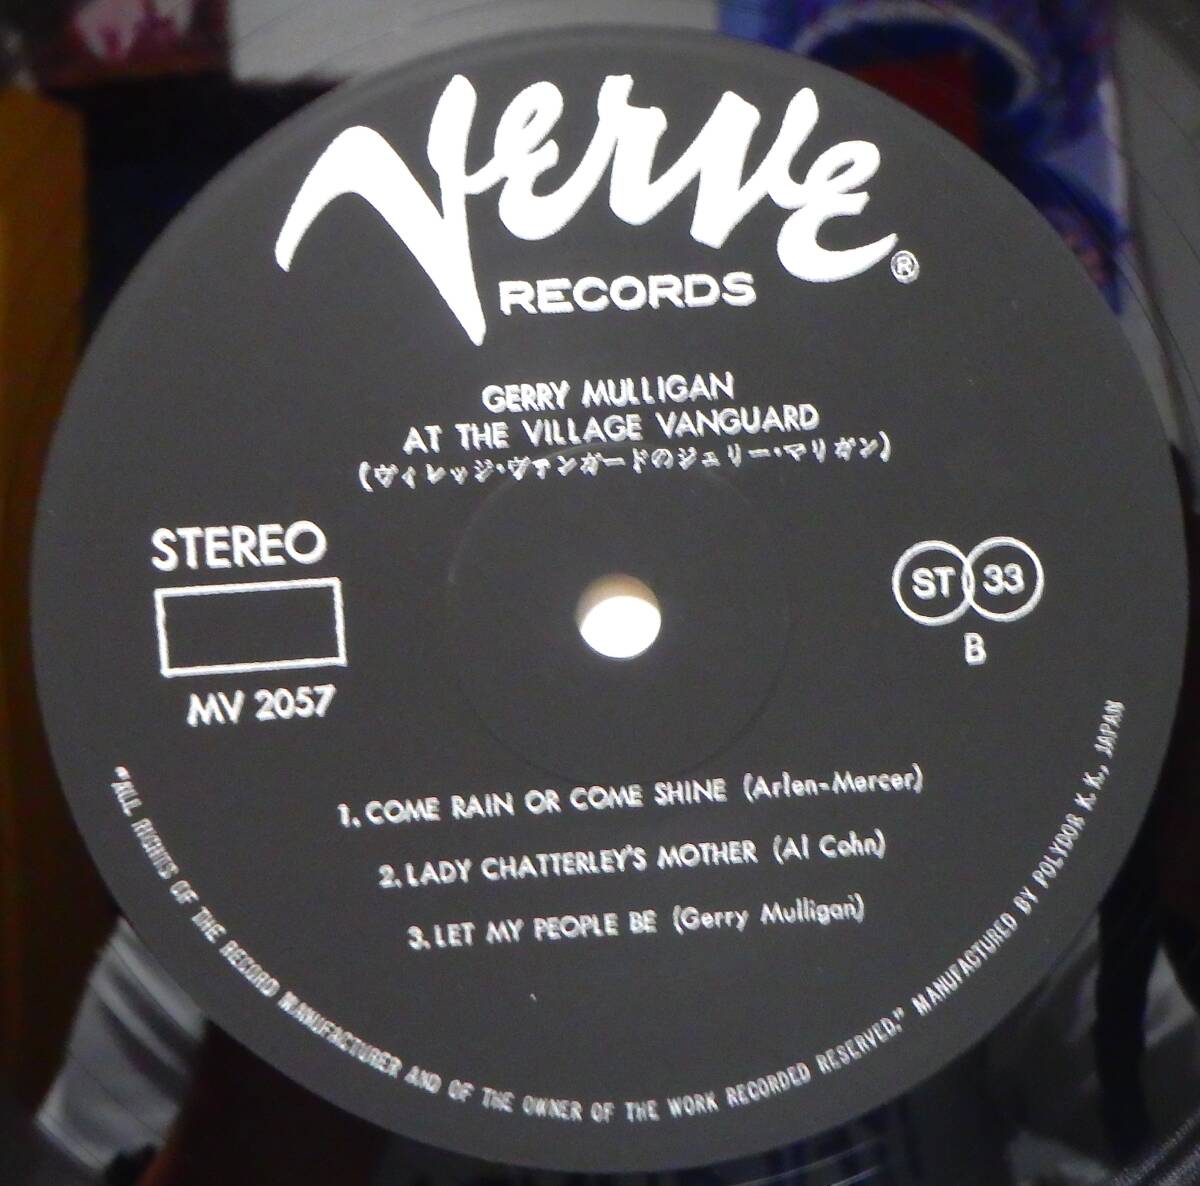 Verve
RECORDS ®
GERRY MULLIGAN
AT THE VILLAGE VANGUARD
(ヴィレッジ・ヴァンガードのジェリー・マリガン)
STEREO
MV 2057
ST 33
B
1. COME RAIN OR COME SHINE (Arlen-Mercer)
2. LADY CHATTERLEY'S MOTHER (Al Cohn)
3. LET MY PEOPLE BE (Gerry Mulligan)
"ALL RIGHTS OF THE RECORD MANUFACTURER AND OF THE OWNER OF THE WORK RECORDED RESERVED." MANUFACTURED BY POLYDOR K. K., JAPAN